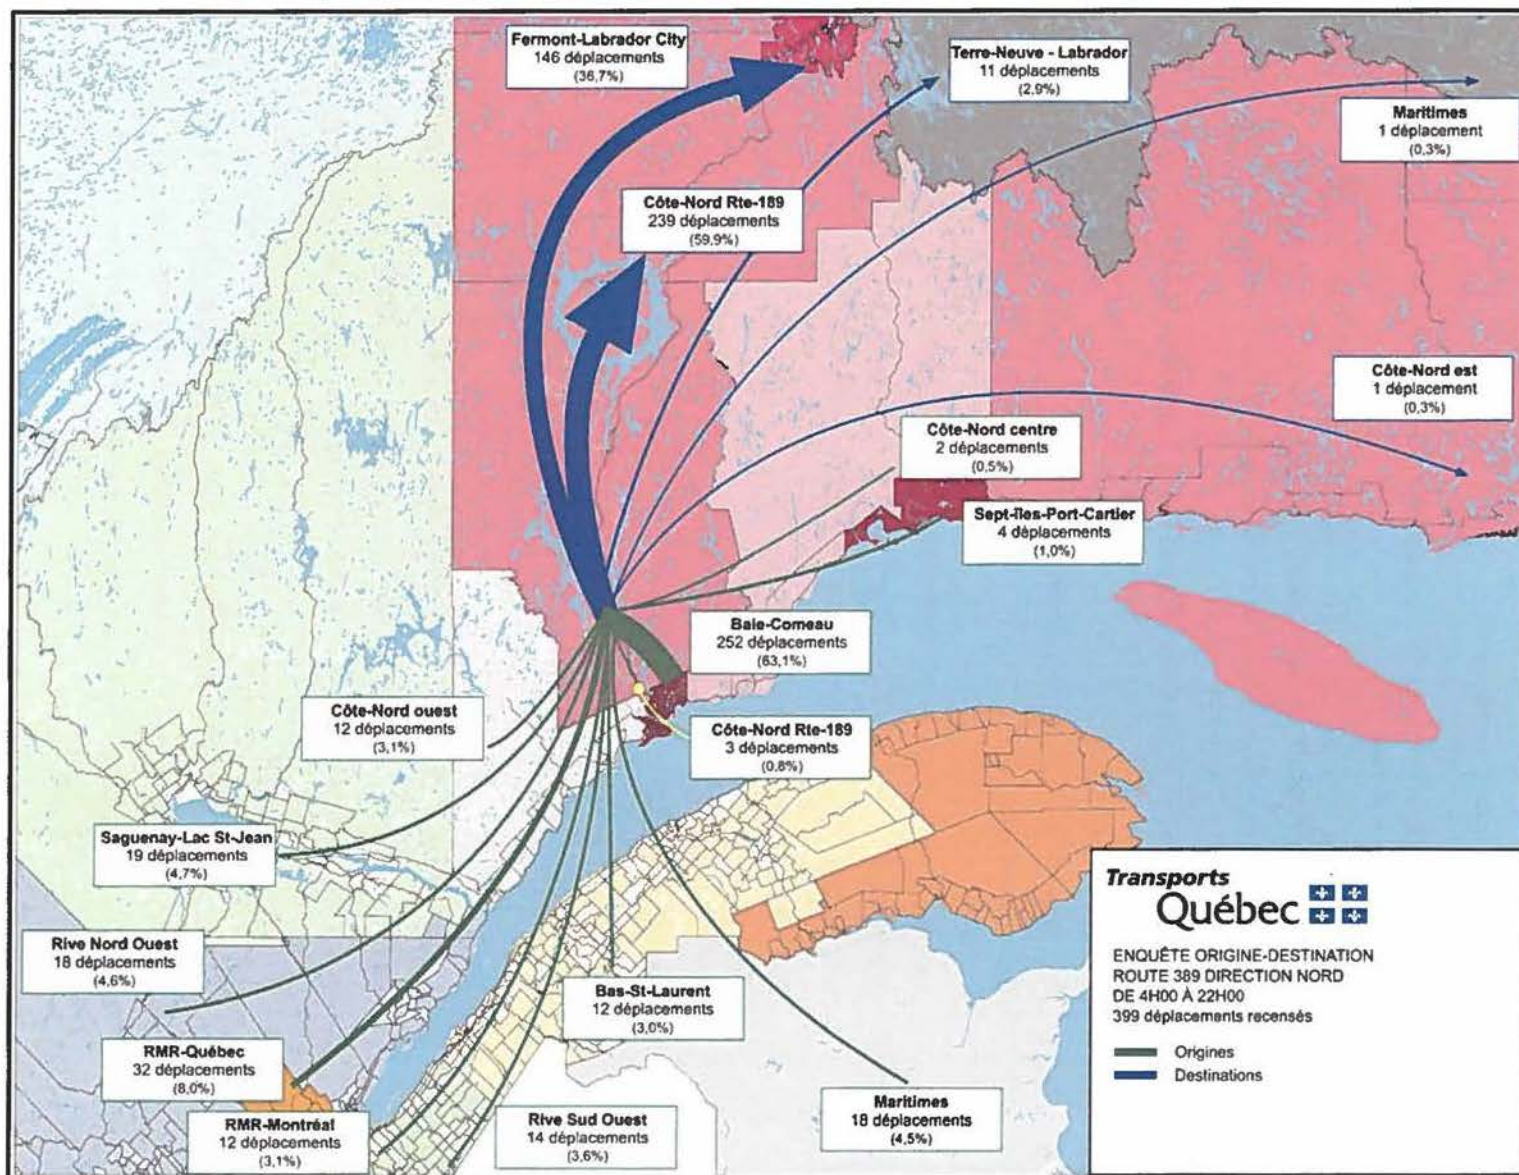 Fermont-Labrador City
146 déplacements
(36,7%)
Terre-Neuve - Labrador
11 déplacements
(2,9%)
Maritimes
1 déplacement
(0,3%)
Côte-Nord Rte-189
239 déplacements
(59,9%)
Côte-Nord est
1 déplacement
(0,3%)
Côte-Nord centre
2 déplacements
(0,5%)
Sept-îles-Port-Cartier
4 déplacements
(1,0%)
Baie-Comeau
252 déplacements
(63,1%)
Côte-Nord ouest
12 déplacements
(3,1%)
Côte-Nord Rte-189
3 déplacements
(0,8%)
Saguenay-Lac St-Jean
19 déplacements
(4,7%)
Rive Nord Ouest
18 déplacements
(4,6%)
Bas-St-Laurent
12 déplacements
(3,0%)
RMR-Québec
32 déplacements
(8,0%)
RMR-Montréal
12 déplacements
(3,1%)
Rive Sud Ouest
14 déplacements
(3,6%)
Maritimes
18 déplacements
(4,5%)
Transports
Québec
ENQUÊTE ORIGINE-DESTINATION
ROUTE 389 DIRECTION NORD
DE 4H00 À 22H00
399 déplacements recensés
Origines
Destinations